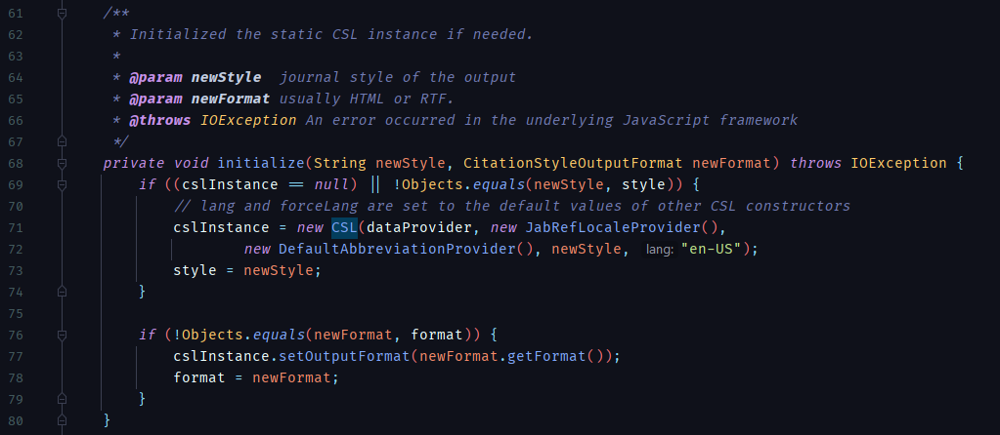 61 /**
62  * Initialized the static CSL instance if needed.
63  *
64  * @param newStyle  journal style of the output
65  * @param newFormat usually HTML or RTF.
66  * @throws IOException An error occurred in the underlying JavaScript framework
67  */
68 private void initialize(String newStyle, CitationStyleOutputFormat newFormat) throws IOException {
69     if ((cslInstance == null) || !Objects.equals(newStyle, style)) {
70         // lang and forceLang are set to the default values of other CSL constructors
71         cslInstance = new CSL(dataProvider, new JabRefLocaleProvider(),
72                 new DefaultAbbreviationProvider(), newStyle, lang: "en-US");
73         style = newStyle;
74     }
75
76     if (!Objects.equals(newFormat, format)) {
77         cslInstance.setOutputFormat(newFormat.getFormat());
78         format = newFormat;
79     }
80 }